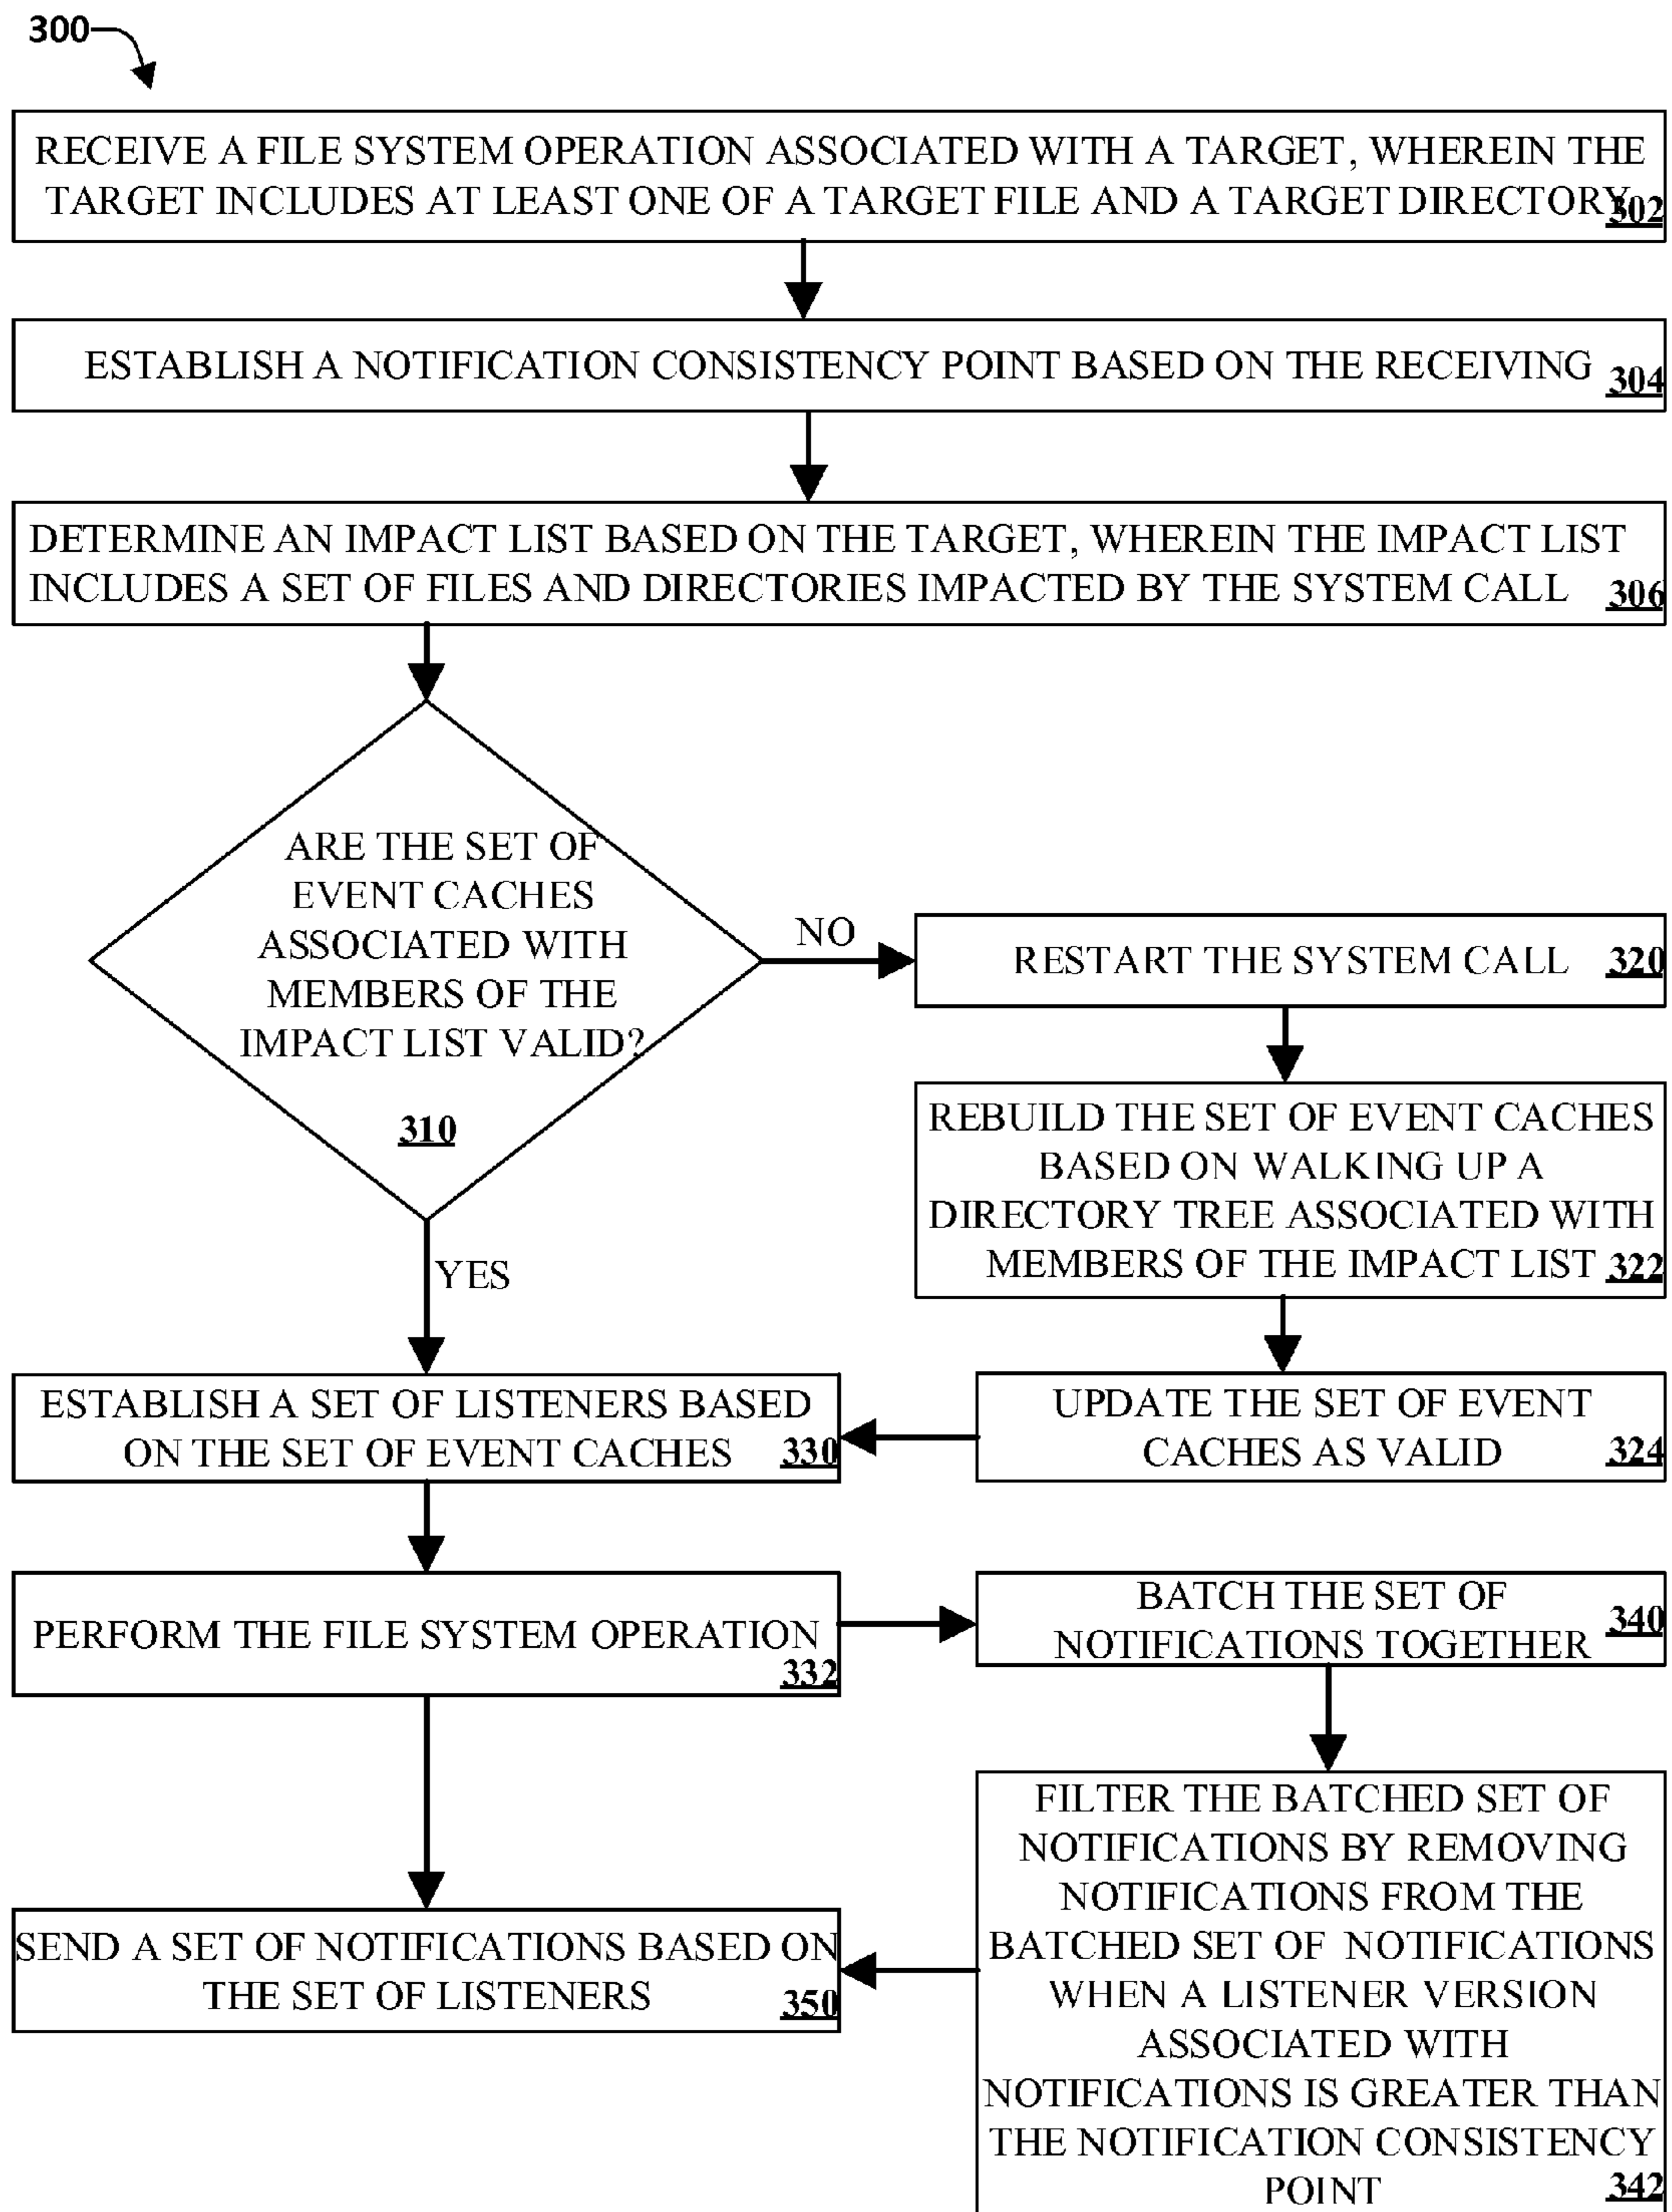 300
RECEIVE A FILE SYSTEM OPERATION ASSOCIATED WITH A TARGET, WHEREIN THE
TARGET INCLUDES AT LEAST ONE OF A TARGET FILE AND A TARGET DIRECTORY
302
ESTABLISH A NOTIFICATION CONSISTENCY POINT BASED ON THE RECEIVING 304
DETERMINE AN IMPACT LIST BASED ON THE TARGET, WHEREIN THE IMPACT LIST
INCLUDES A SET OF FILES AND DIRECTORIES IMPACTED BY THE SYSTEM CALL 306
ARE THE SET OF
EVENT CACHES
ASSOCIATED WITH
MEMBERS OF THE
IMPACT LIST VALID?
310
NO
RESTART THE SYSTEM CALL 320
REBUILD THE SET OF EVENT CACHES
BASED ON WALKING UP A
DIRECTORY TREE ASSOCIATED WITH
MEMBERS OF THE IMPACT LIST 322
YES
UPDATE THE SET OF EVENT
CACHES AS VALID 324
ESTABLISH A SET OF LISTENERS BASED
ON THE SET OF EVENT CACHES 330
PERFORM THE FILE SYSTEM OPERATION
332
BATCH THE SET OF
NOTIFICATIONS TOGETHER 340
FILTER THE BATCHED SET OF
NOTIFICATIONS BY REMOVING
NOTIFICATIONS FROM THE
BATCHED SET OF NOTIFICATIONS
WHEN A LISTENER VERSION
ASSOCIATED WITH
NOTIFICATIONS IS GREATER THAN
THE NOTIFICATION CONSISTENCY
POINT 342
SEND A SET OF NOTIFICATIONS BASED ON
THE SET OF LISTENERS 350